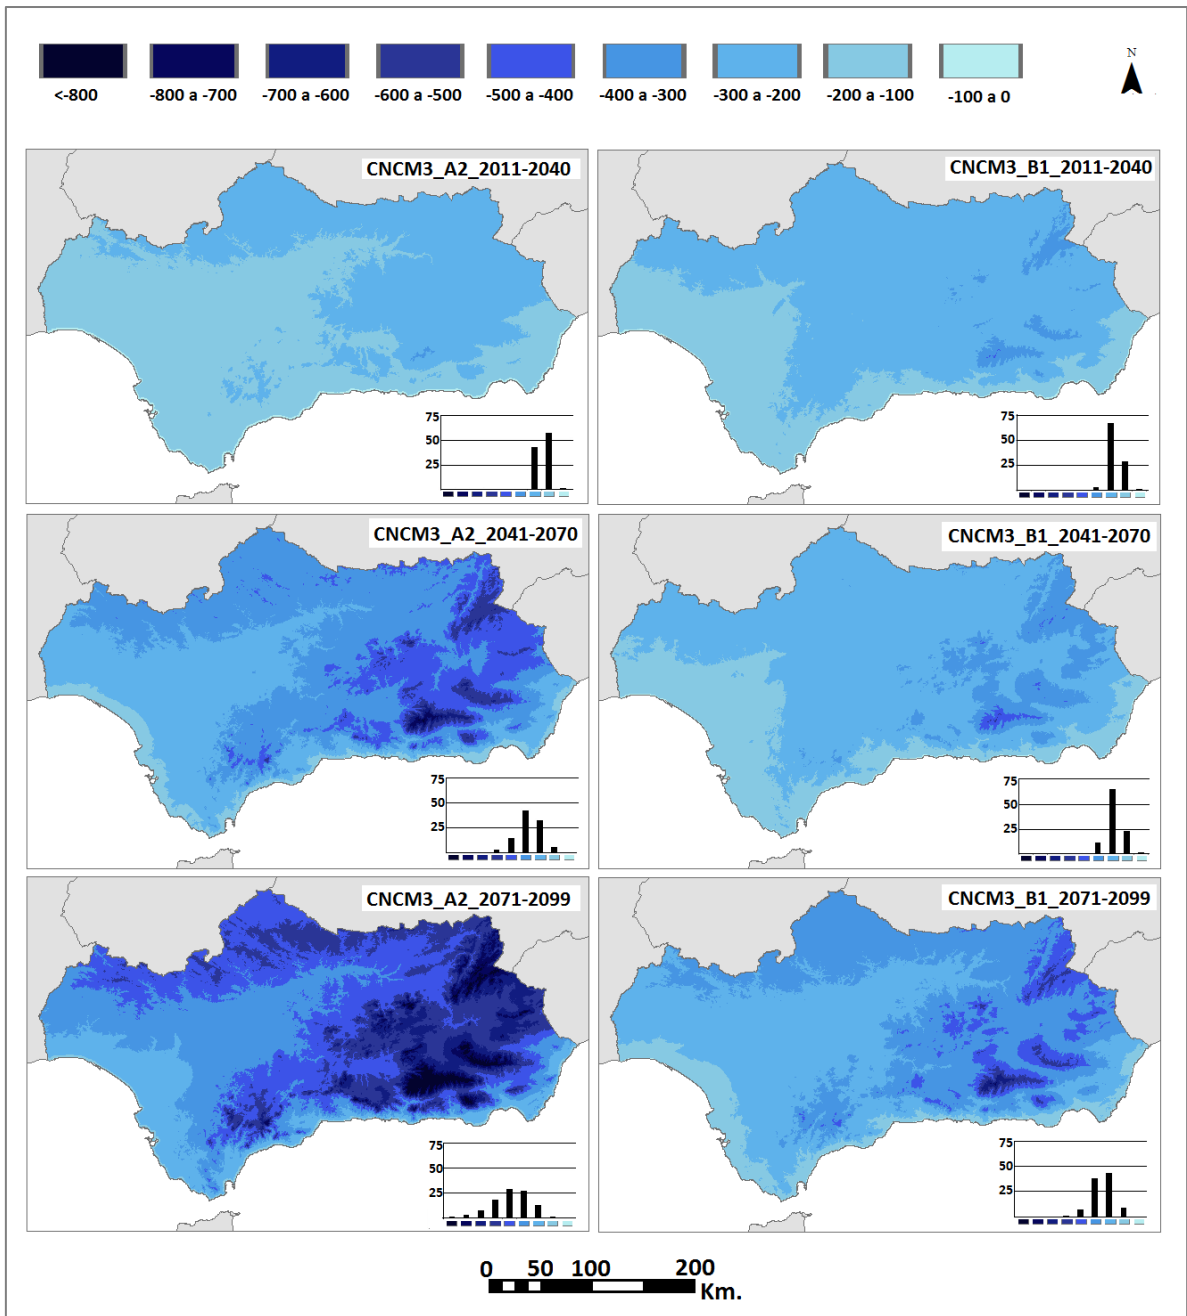 N
<-800
-800 a -700
-700 a -600
-600 a -500
-500 a -400
-400 a -300
-300 a -200
-200 a -100
-100 a 0
CNCM3_A2_2011-2040
75
50
25
CNCM3_B1_2011-2040
75
50
25
CNCM3_A2_2041-2070
75
50
25
CNCM3_B1_2041-2070
75
50
25
CNCM3_A2_2071-2099
75
50
25
CNCM3_B1_2071-2099
75
50
25
0 50 100 200
Km.